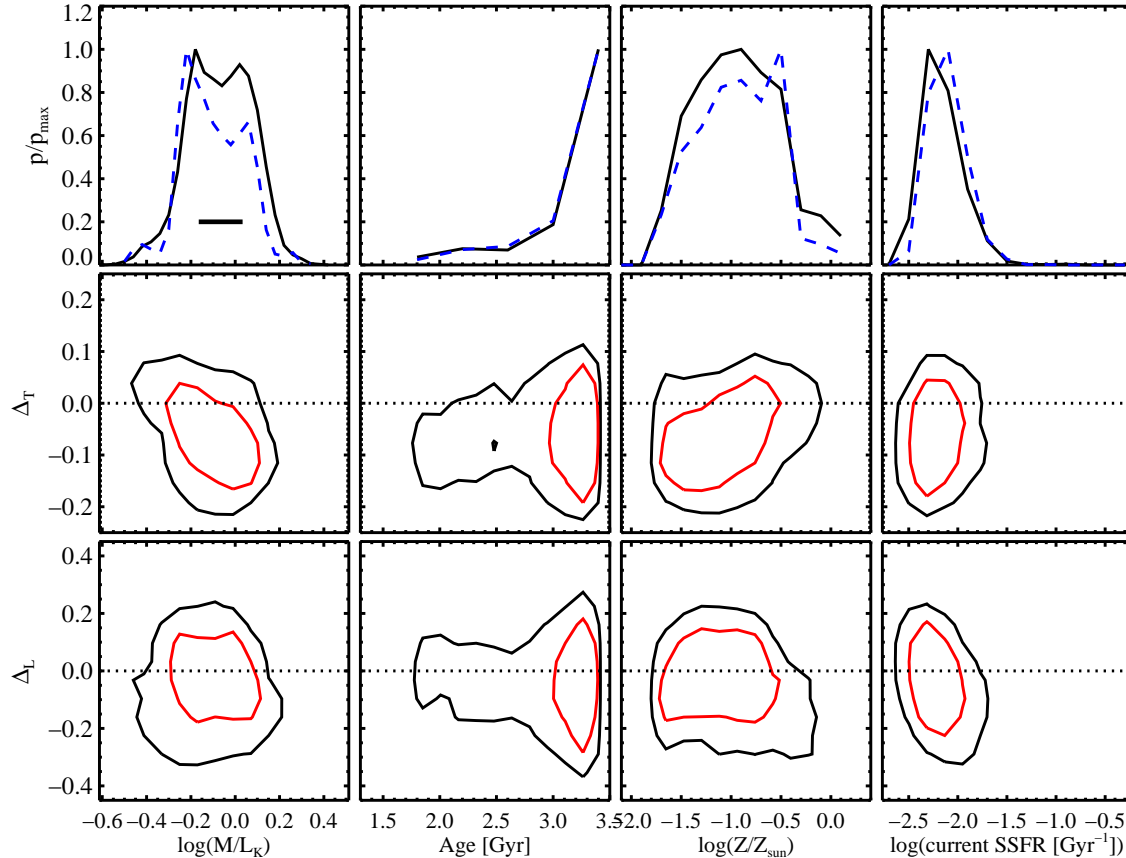 1.0
0.8
0.6
0.4
0.2
0.0
p/p_max
0.2
0.1
0.0
−0.1
−0.2
Δ_T
0.4
0.2
0.0
−0.2
−0.4
Δ_L
−0.6 −0.4 −0.2 0.0 0.2 0.4
log(M/L_K)
1.5 2.0 2.5 3.0 3.5
Age [Gyr]
−2.0 −1.5 −1.0 −0.5 0.0
log(Z/Z_sun)
−2.5 −2.0 −1.5 −1.0 −0.5
log(current SSFR [Gyr⁻¹])